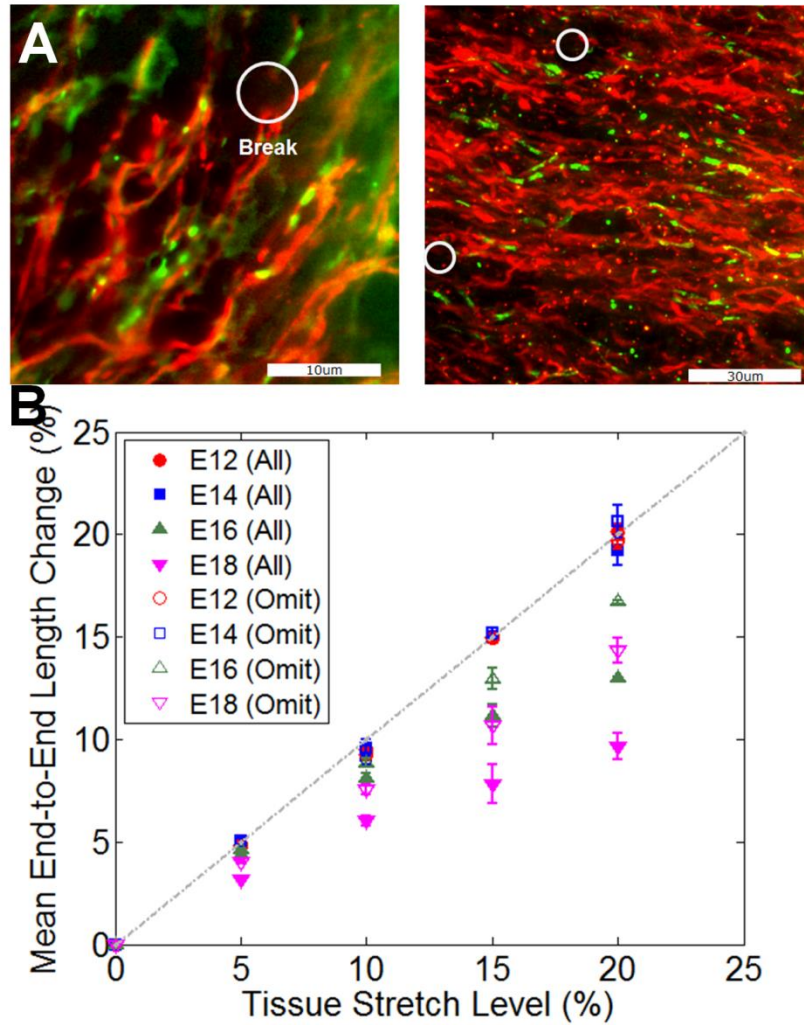 A
Break
10um
30um
B
Mean End-to-End Length Change (%)
25
20
15
10
5
0
E12 (All)
E14 (All)
E16 (All)
E18 (All)
E12 (Omit)
E14 (Omit)
E16 (Omit)
E18 (Omit)
0 5 10 15 20 25
Tissue Stretch Level (%)